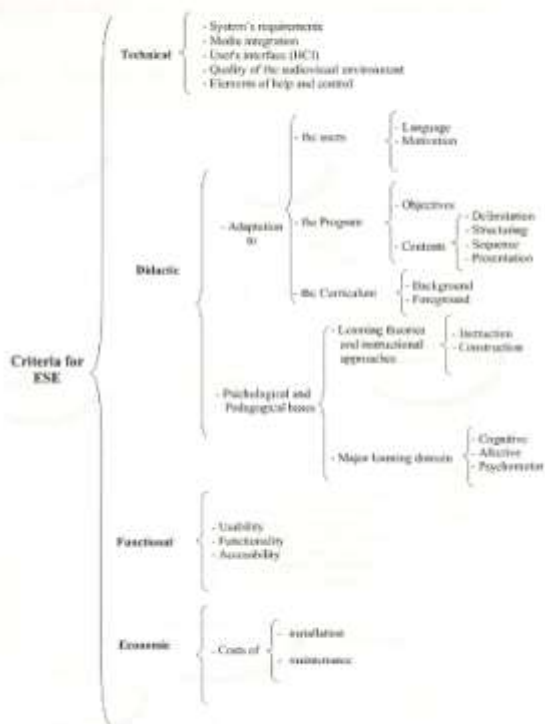 - System's requirements
- Media integration
Technical
- User's interface (HCI)
- Quality of the audiovisual environment
- Elements of help and control
- the users
- Language
- Motivation
- Adaptation
to
- the Program
- Objectives
- Contents
- Delimitation
- Structuring
- Sequence
- Presentation
Didactic
- the Curriculum
- Background
- Foreground
Criteria for
ESE
- Learning theories
and instructional
approaches
- Instruction
- Construction
- Psichological and
Pedagogical bases
- Major learning domain
- Cognitive
- Affective
- Psychomotor
Functional
- Usability
- Functionality
- Accessibility
Economic
- Costs of
- installation
- maintenance